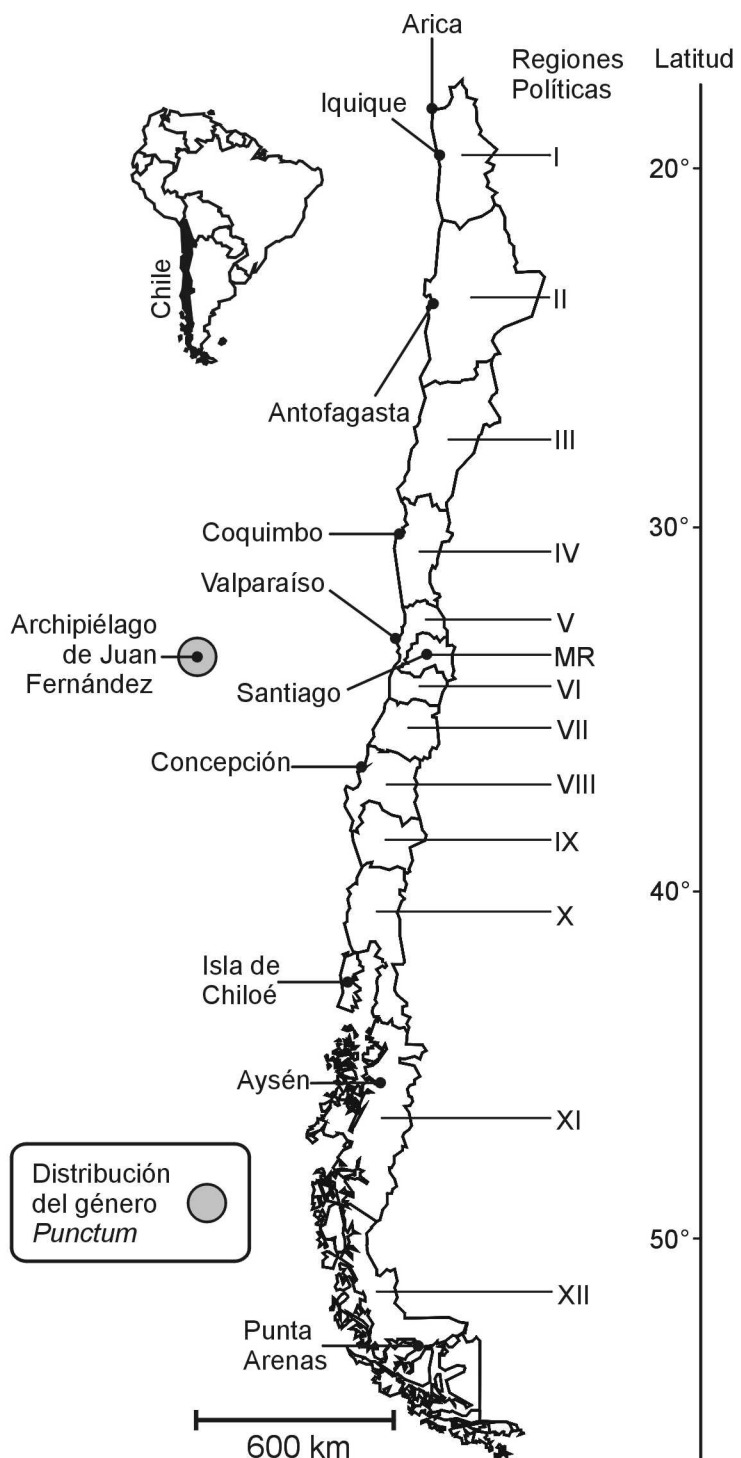 Arica
Regiones
Políticas
Latitud
Iquique
I
20°
Chile
II
Antofagasta
III
Coquimbo
30°
IV
Valparaíso
V
Archipiélago
de Juan
Fernández
MR
Santiago
VI
VII
Concepción
VIII
IX
40°
X
Isla de
Chiloé
Aysén
XI
Distribución
del género
Punctum
50°
XII
Punta
Arenas
600 km